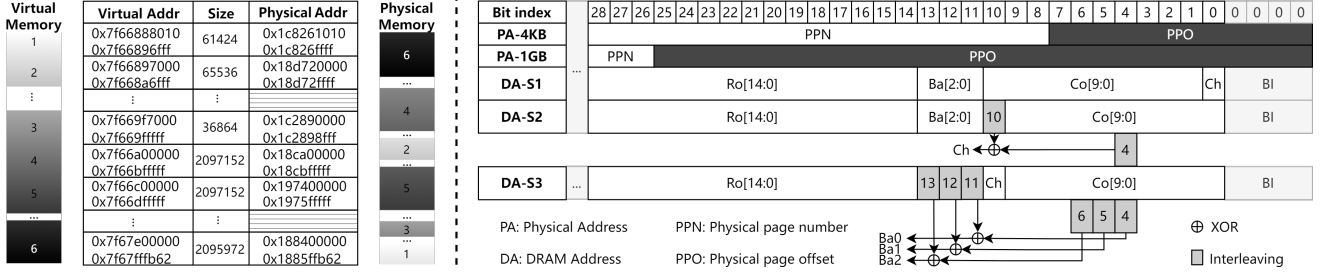 Virtual Memory
1
2
⋮
3
4
5
...
6
Virtual Addr Size Physical Addr
0x7f66888010 61424 0x1c8261010
0x7f66896fff 0x1c826ffff
0x7f66897000 65536 0x18d720000
0x7f668a6fff 0x18d72ffff
⋮ ⋮
0x7f669f7000 36864 0x1c2890000
0x7f669fffff 0x1c2898fff
0x7f66a00000 2097152 0x18ca00000
0x7f66bfffff 0x18cbfffff
0x7f66c00000 2097152 0x197400000
0x7f66dfffff 0x1975fffff
⋮ ⋮
0x7f67e00000 2095972 0x188400000
0x7f67fffb62 0x1885ffb62
Physical Memory
6
...
4
...
2
...
5
...
3
...
1
Bit index 28 27 26 25 24 23 22 21 20 19 18 17 16 15 14 13 12 11 10 9 8 7 6 5 4 3 2 1 0 0 0 0 0
PA-4KB PPN PPO
PA-1GB PPN PPO
...
DA-S1 Ro[14:0] Ba[2:0] Co[9:0] Ch BI
DA-S2 Ro[14:0] Ba[2:0] 10 Co[9:0] BI
Ch ⊕ 4
DA-S3 ... Ro[14:0] 13 12 11 Ch Co[9:0] BI
6 5 4
Ba0
Ba1
Ba2
PA: Physical Address PPN: Physical page number ⊕ XOR
DA: DRAM Address PPO: Physical page offset Interleaving